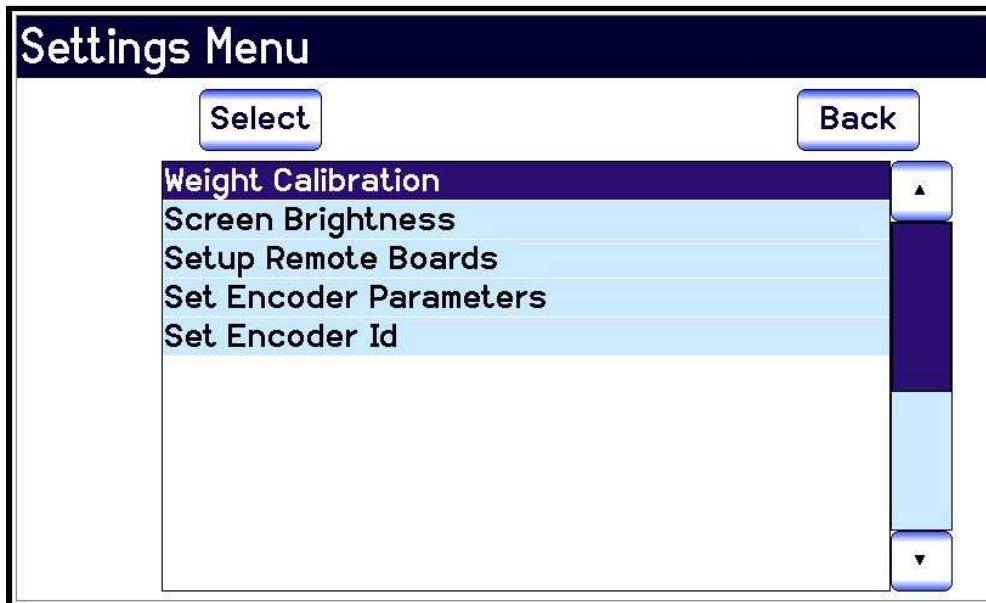 Settings Menu
Select
Back
Weight Calibration
Screen Brightness
Setup Remote Boards
Set Encoder Parameters
Set Encoder Id